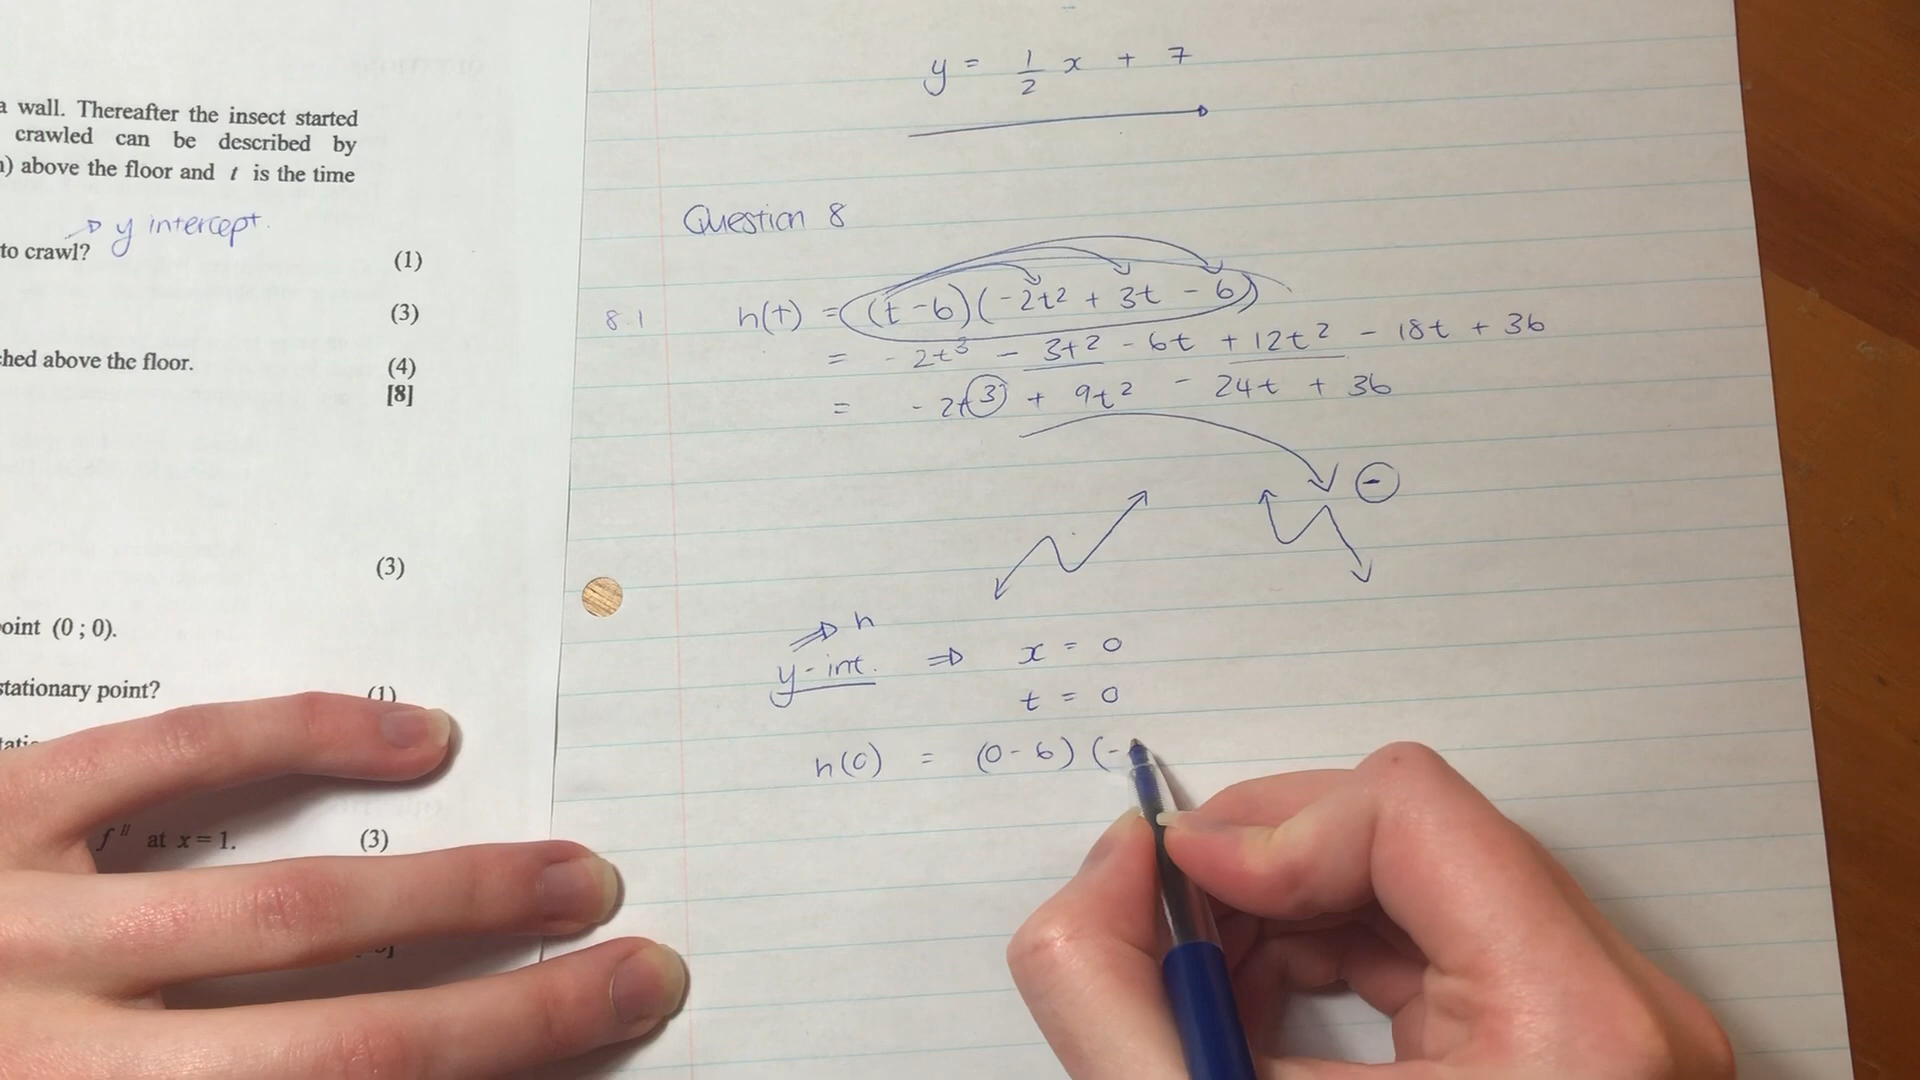 a wall. Thereafter the insect started
crawled can be described by
) above the floor and t is the time
y intercept.
to crawl?
(1)
(3)
hed above the floor.
(4)
[8]
(3)
oint (0 ; 0).
stationary point?
(1)
f'' at x = 1.
(3)
y = 1/2 x + 7
Question 8
8.1 h(t) = (t - 6)(-2t² + 3t - 6)
= - 2t³ - 3t² - 6t + 12t² - 18t + 36
= - 2t³ + 9t² - 24t + 36
-
⇒ h
y-int. ⇒ x = 0
t = 0
h(0) = (0 - 6) (-